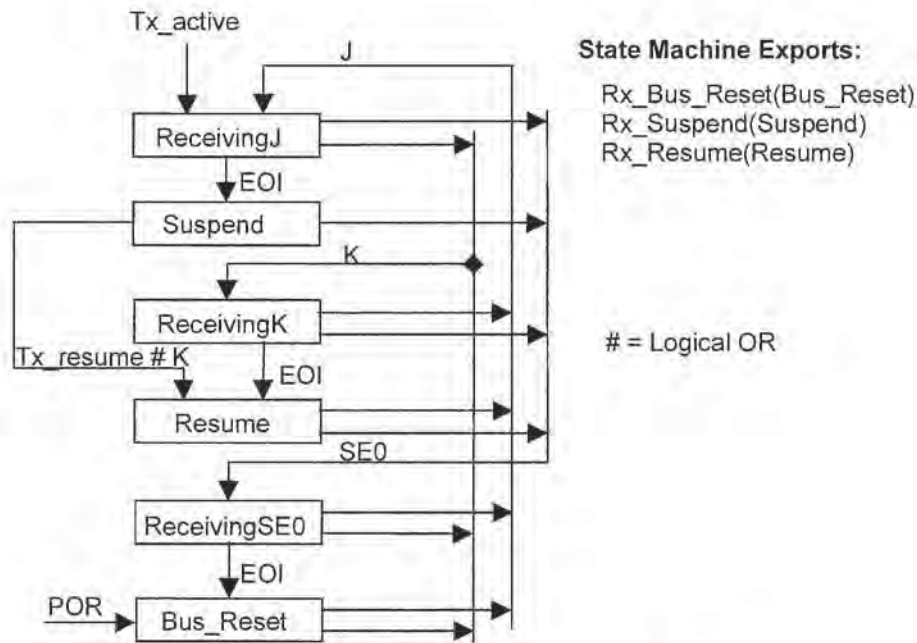 Tx_active
J
State Machine Exports:
Rx_Bus_Reset(Bus_Reset)
Rx_Suspend(Suspend)
Rx_Resume(Resume)
ReceivingJ
EOI
Suspend
K
ReceivingK
# = Logical OR
Tx_resume # K
EOI
Resume
SE0
ReceivingSE0
EOI
POR
Bus_Reset